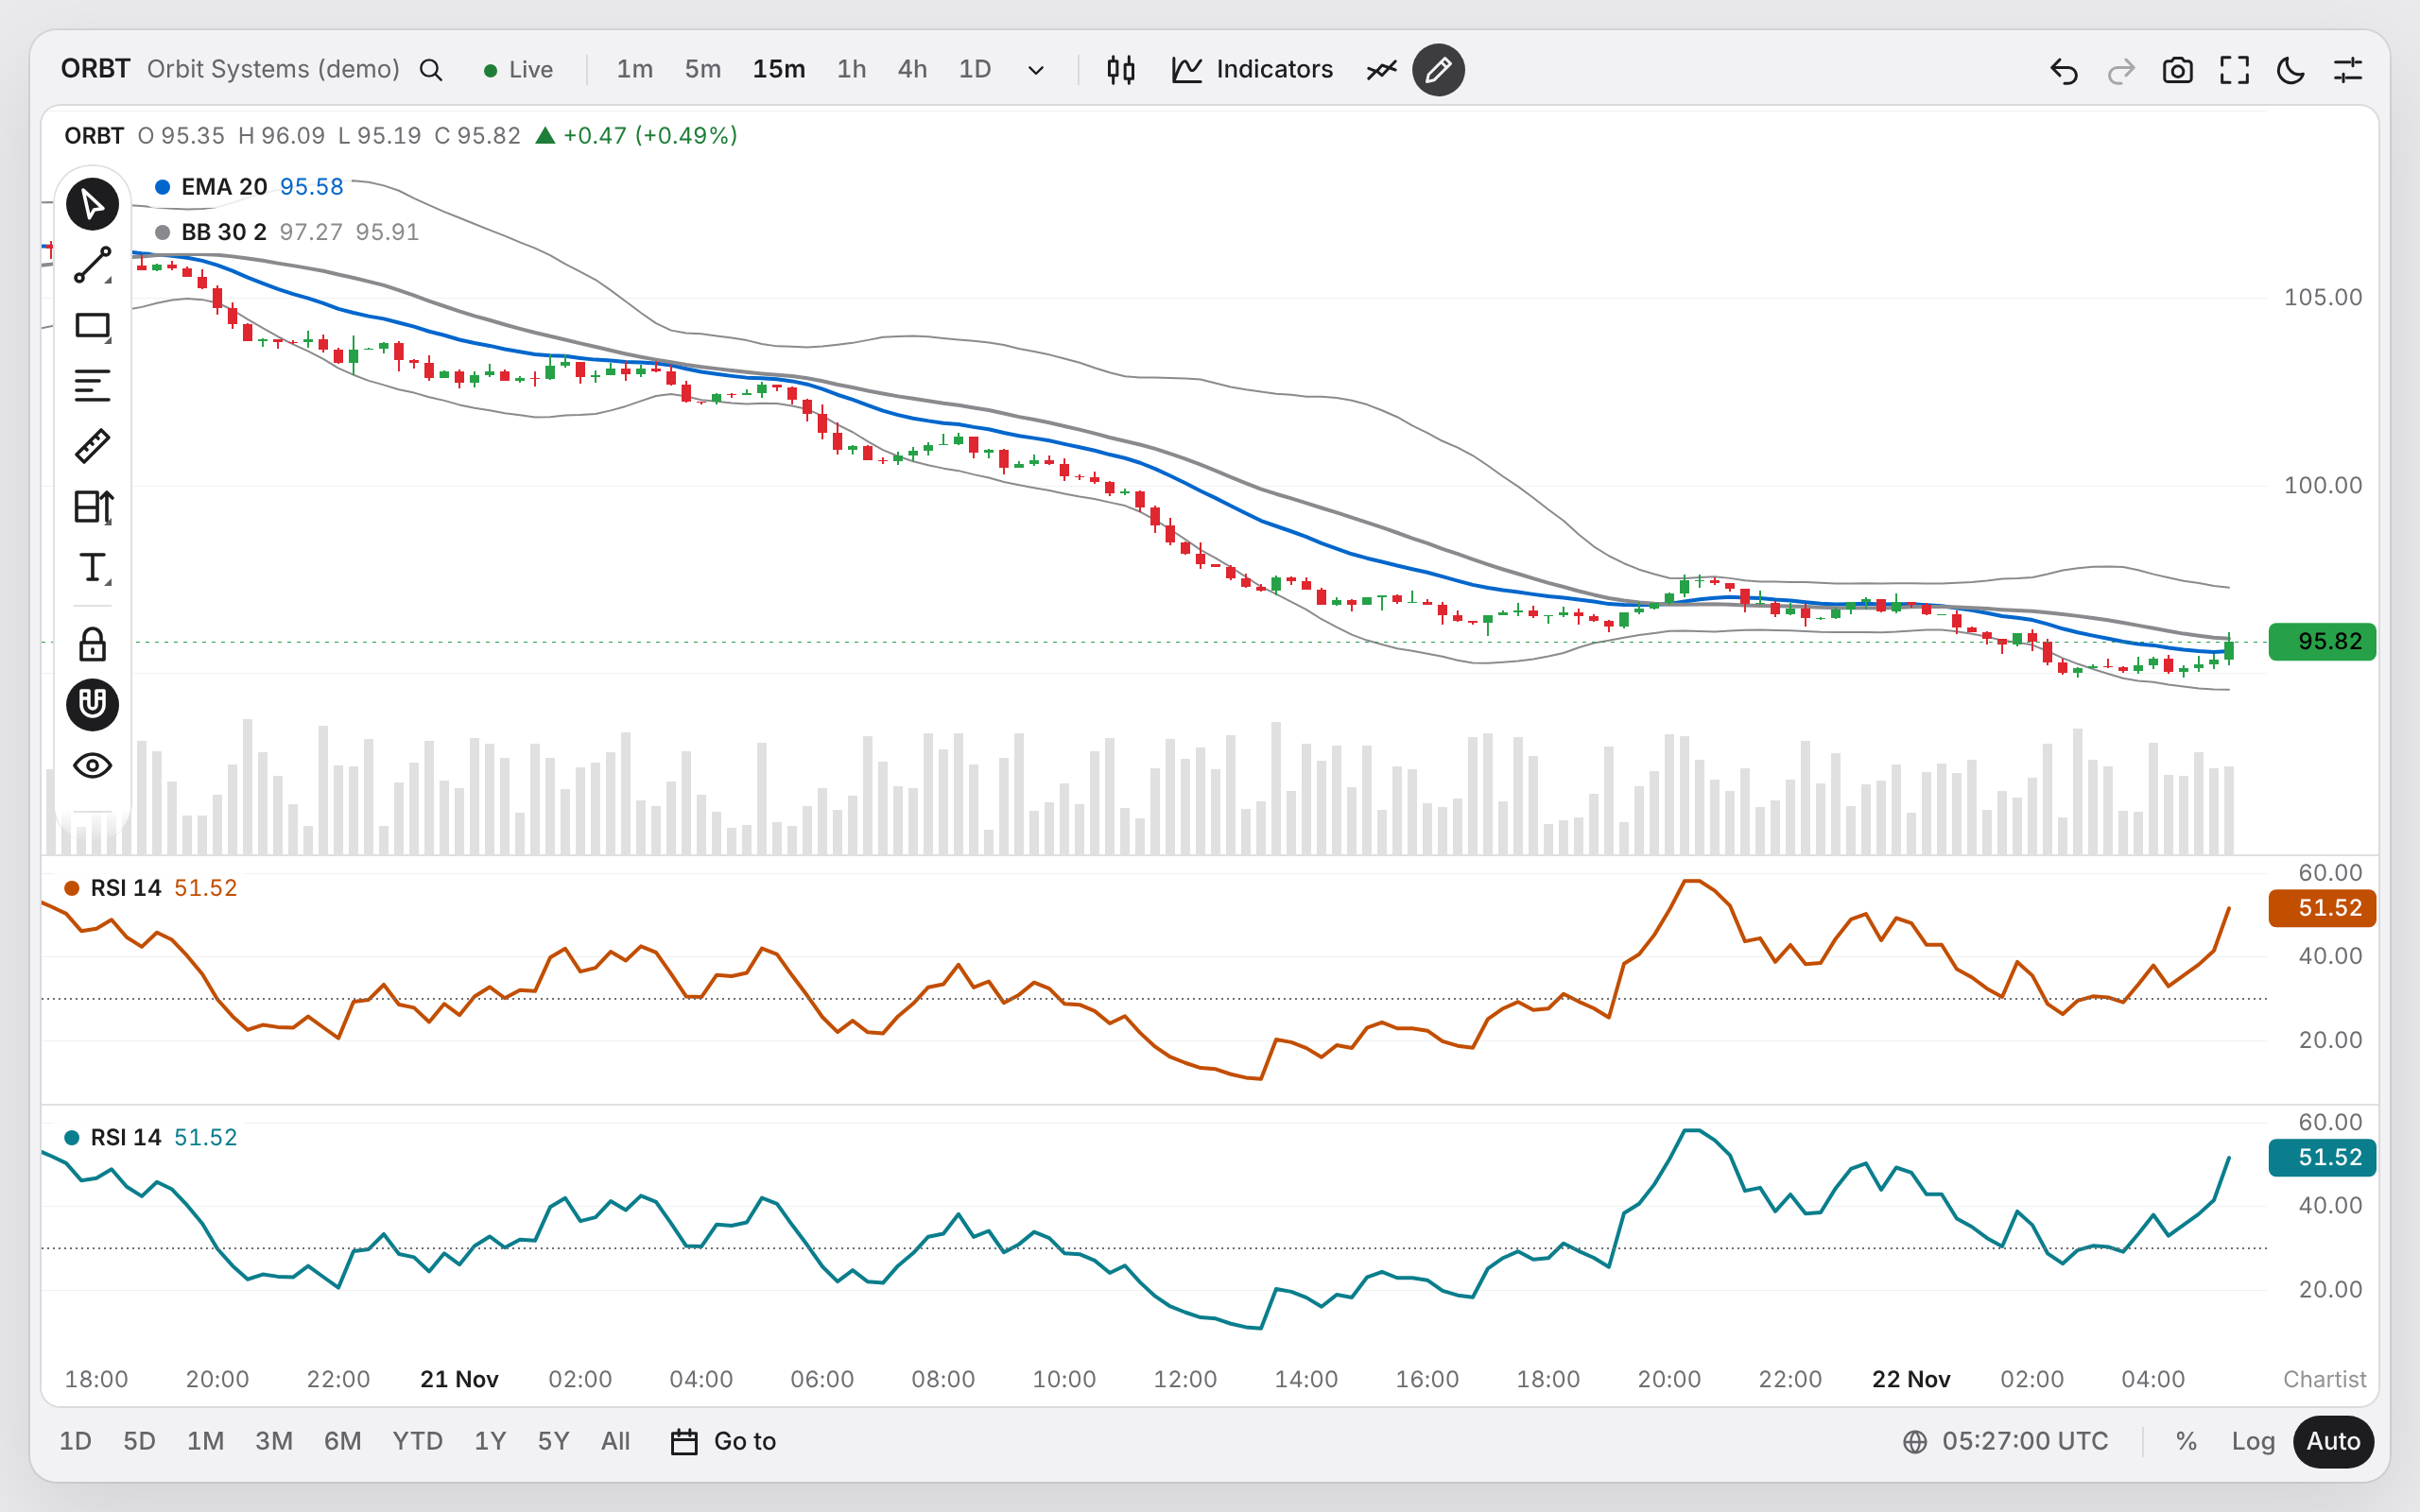 ORBT Orbit Systems (demo) Live 1m 5m 15m 1h 4h 1D Indicators
ORBT O 95.35 H 96.09 L 95.19 C 95.82 ▲ +0.47 (+0.49%)
EMA 20 95.58
BB 30 2 97.27 95.91
105.00
100.00
95.82
RSI 14 51.52
60.00
51.52
40.00
20.00
RSI 14 51.52
60.00
51.52
40.00
20.00
18:00 20:00 22:00 21 Nov 02:00 04:00 06:00 08:00 10:00 12:00 14:00 16:00 18:00 20:00 22:00 22 Nov 02:00 04:00 Chartist
1D 5D 1M 3M 6M YTD 1Y 5Y All Go to 05:27:00 UTC % Log Auto